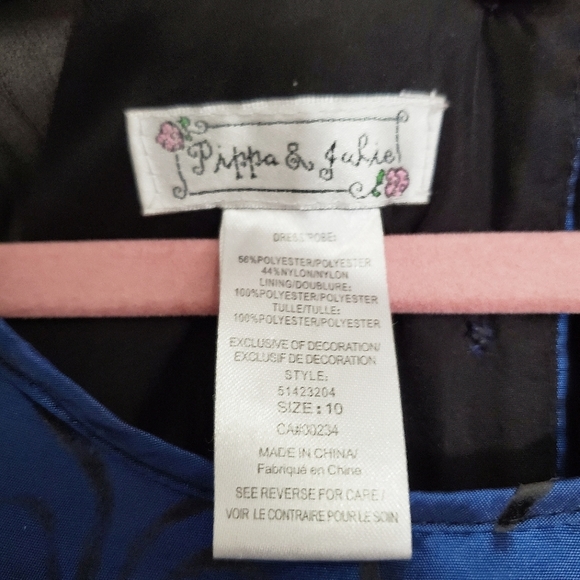 Pippa & Julie
DRESS/ROBE:
56%POLYESTER/POLYESTER
44%NYLON/NYLON
LINING/DOUBLURE:
100%POLYESTER/POLYESTER
TULLE/TULLE:
100%POLYESTER/POLYESTER
EXCLUSIVE OF DECORATION/
EXCLUSIF DE DECORATION
STYLE:
51423204
SIZE: 10
CA#30234
MADE IN CHINA/
Fabriqué en Chine
SEE REVERSE FOR CARE/
VOIR LE CONTRAIRE POUR LE SOIN